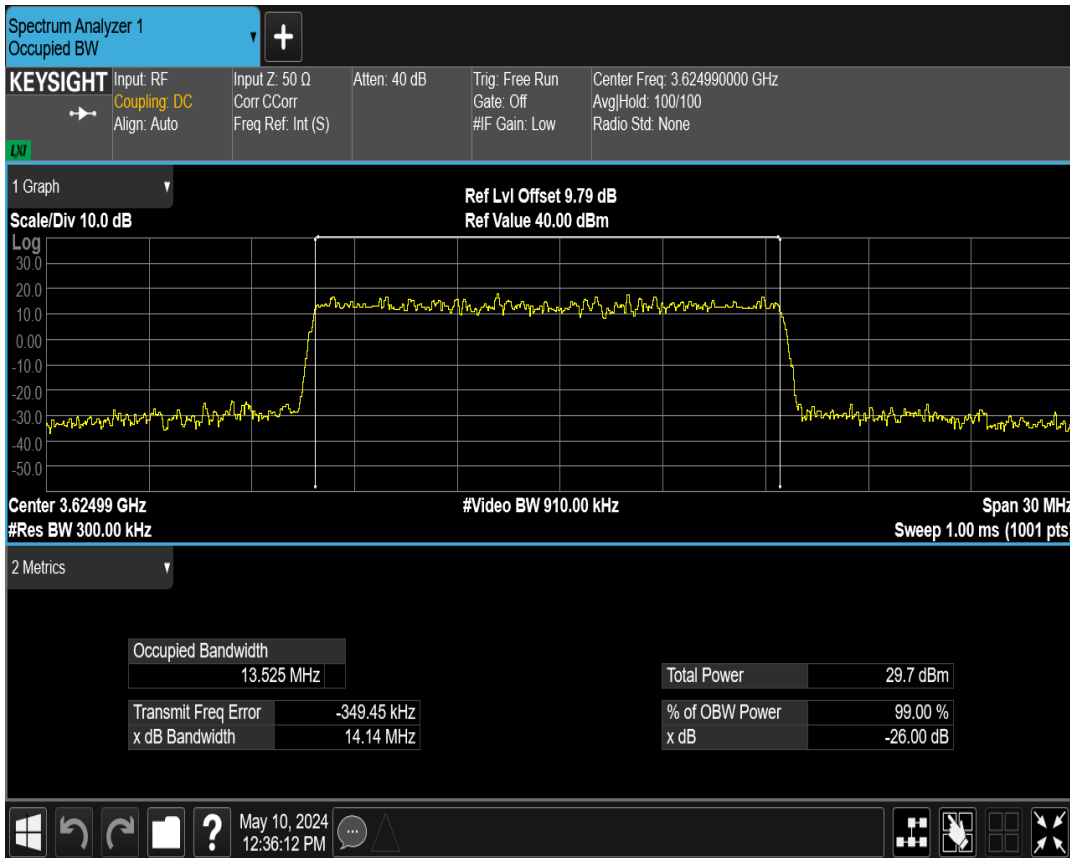 Spectrum Analyzer 1
Occupied BW
+
KEYSIGHT
LXI
Input: RF
Coupling: DC
Align: Auto
Input Z: 50 Ω
Corr CCorr
Freq Ref: Int (S)
Atten: 40 dB
Trig: Free Run
Gate: Off
#IF Gain: Low
Center Freq: 3.624990000 GHz
Avg|Hold: 100/100
Radio Std: None
1 Graph
Scale/Div 10.0 dB
Ref Lvl Offset 9.79 dB
Ref Value 40.00 dBm
Log
30.0
20.0
10.0
0.00
-10.0
-20.0
-30.0
-40.0
-50.0
Center 3.62499 GHz
#Video BW 910.00 kHz
Span 30 MHz
#Res BW 300.00 kHz
Sweep 1.00 ms (1001 pts)
2 Metrics
Occupied Bandwidth
13.525 MHz
Transmit Freq Error -349.45 kHz
x dB Bandwidth 14.14 MHz
Total Power 29.7 dBm
% of OBW Power 99.00 %
x dB -26.00 dB
?
May 10, 2024
12:36:12 PM